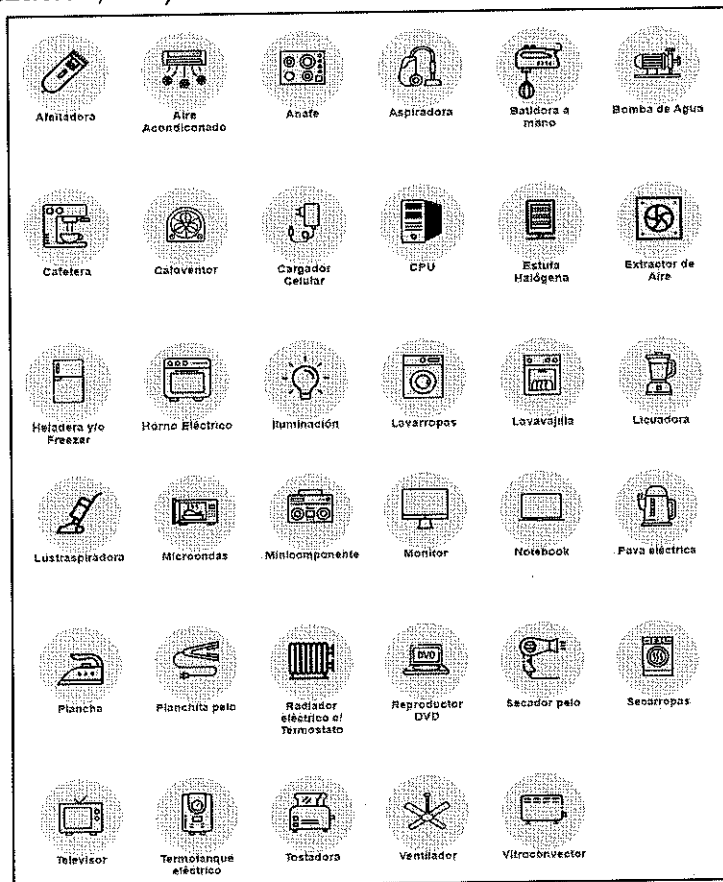 Afeitadora
Aire
Acondiconado
Anafe
Aspiradora
Batidora a
mano
Bomba de Agua
Cafetera
Caloventor
Cargador
Celular
CPU
Estufa
Halógena
Extractor de
Aire
Heladera y/o
Freezer
Horno Eléctrico
Iluminación
Lavarropas
Lavavajilla
Licuadora
Lustraspiradora
Microondas
Minicomponente
Monitor
Notebook
Pava eléctrica
Plancha
Planchita pelo
Radiador
eléctrico c/
Termostato
DVD
Reproductor
DVD
Secador pelo
Secarropas
Televisor
Termotanque
eléctrico
Tostadora
Ventilador
Vitroconvector